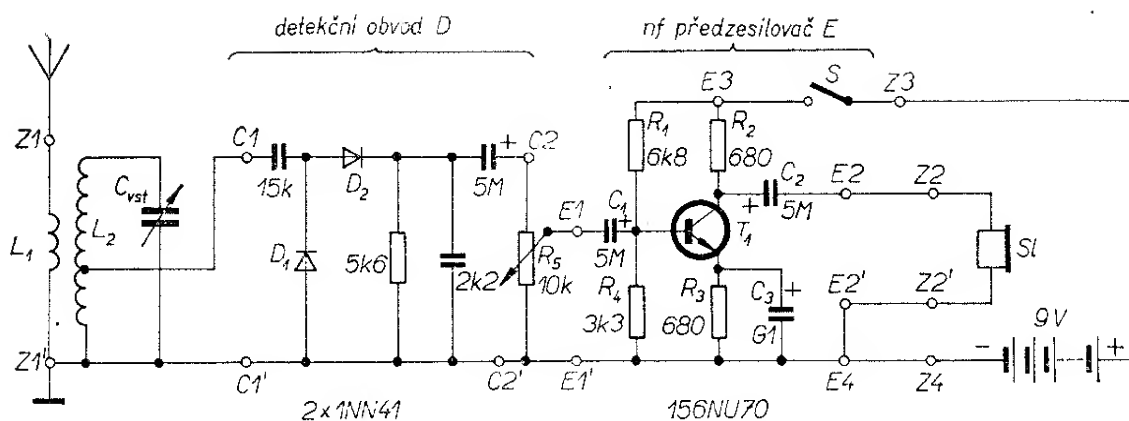 detekční obvod D
nf předzesilovač E
Z1
C1
15k
D₂
5M
+
C2
E1
C₁
+
5M
R₁
6k8
E3
R₂
680
S
Z3
C₂
+
5M
E2
Z2
T₁
Sl
Cvst
L₁
L₂
D₁
5k6
2k2
R₅
10k
R₄
3k3
R₃
680
C₃
+
G1
E2'
Z2'
9V
-
+
Z1'
C1'
C2'
E1'
E4
Z4
2×1NN41
156NU70